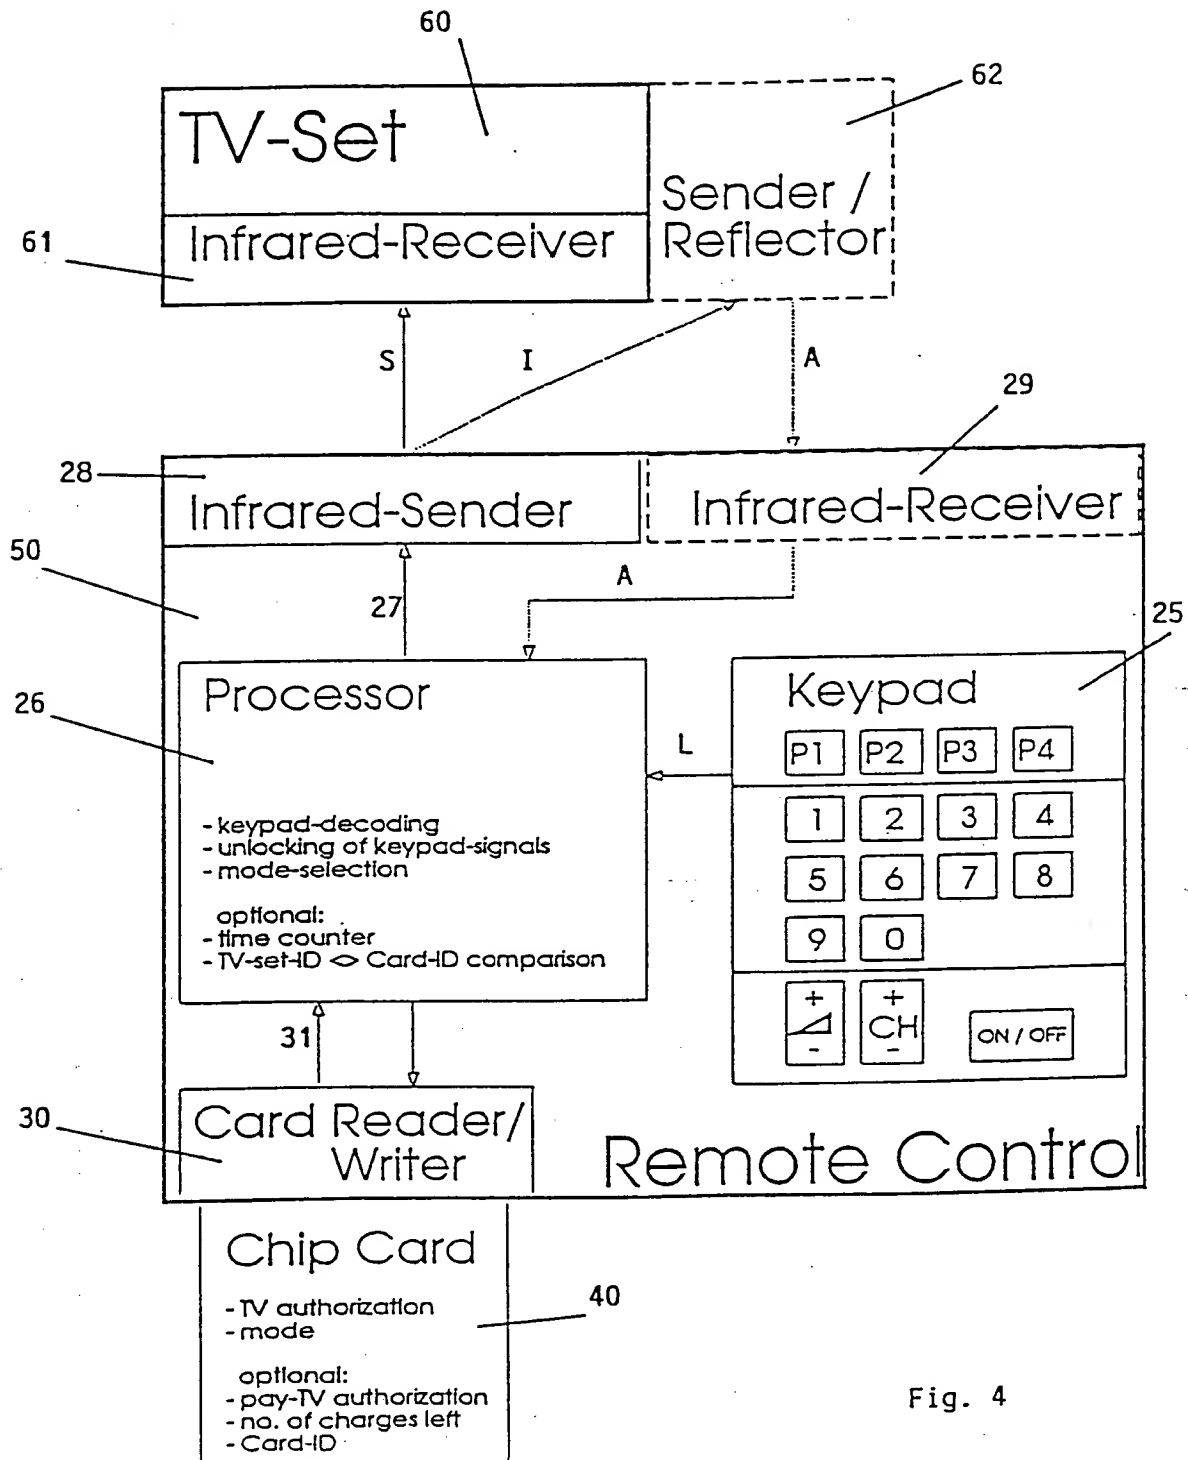 60
TV-Set
62
Sender /
Reflector
61
Infrared-Receiver
S
I
A
29
28
Infrared-Sender
Infrared-Receiver
50
27
A
25
26
Processor
- keypad-decoding
- unlocking of keypad-signals
- mode-selection
optional:
- time counter
- TV-set-ID <> Card-ID comparison
L
Keypad
P1 P2 P3 P4
1 2 3 4
5 6 7 8
9 0
+ +
CH
- -
ON / OFF
31
30
Card Reader/
Writer
Remote Control
Chip Card
- TV authorization
- mode
optional:
- pay-TV authorization
- no. of charges left
- Card-ID
40
Fig. 4